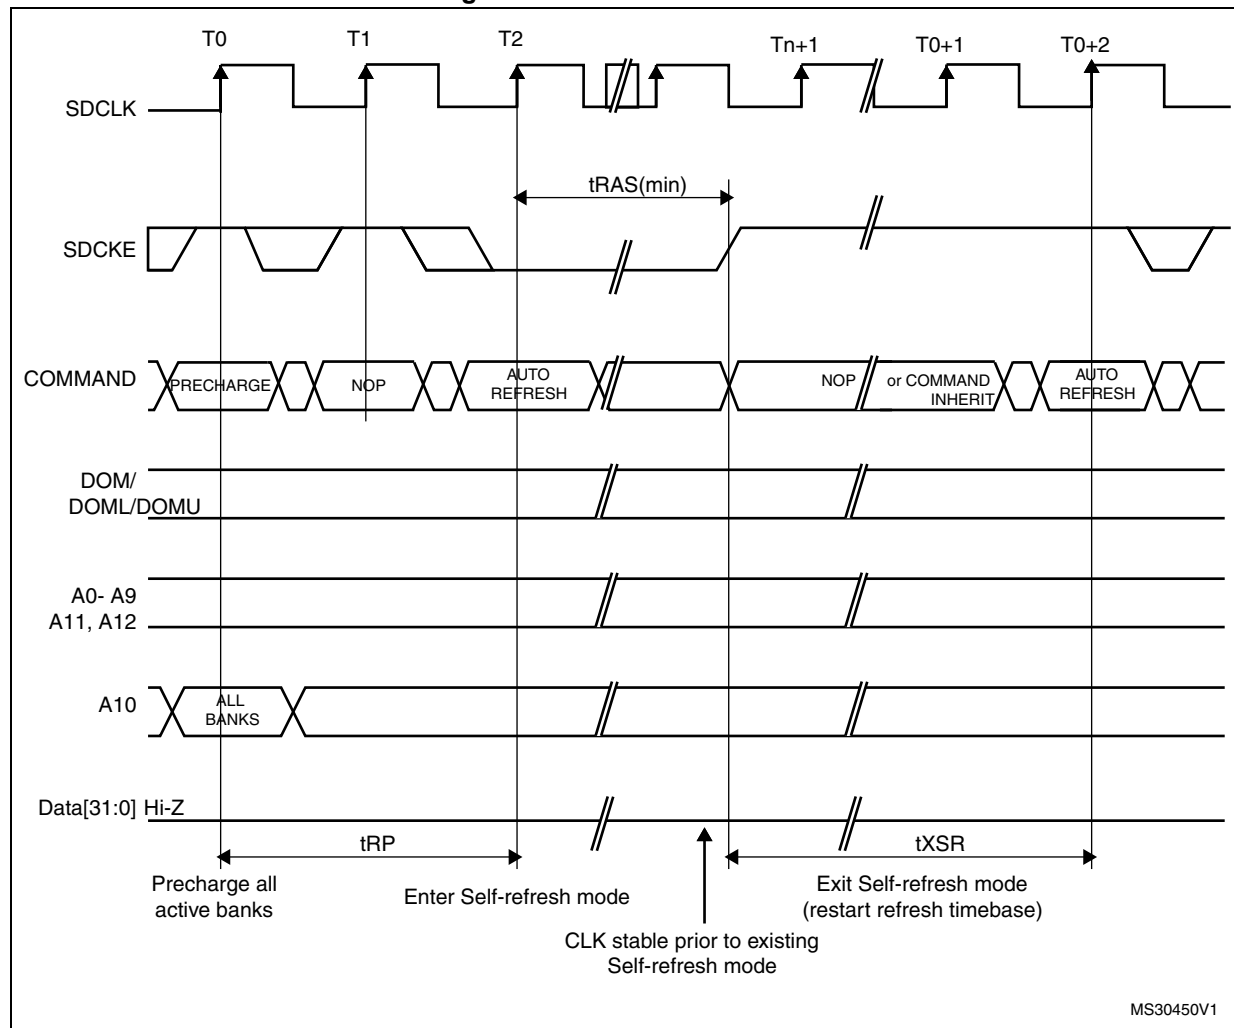 T0 T1 T2 Tn+1 T0+1 T0+2
SDCLK
tRAS(min)
SDCKE
COMMAND
PRECHARGE
NOP
AUTO
REFRESH
NOP
or COMMAND
INHERIT
AUTO
REFRESH
DOM/
DOML/DOMU
A0- A9
A11, A12
A10
ALL
BANKS
Data[31:0] Hi-Z
tRP
tXSR
Precharge all
active banks
Enter Self-refresh mode
Exit Self-refresh mode
(restart refresh timebase)
CLK stable prior to existing
Self-refresh mode
MS30450V1